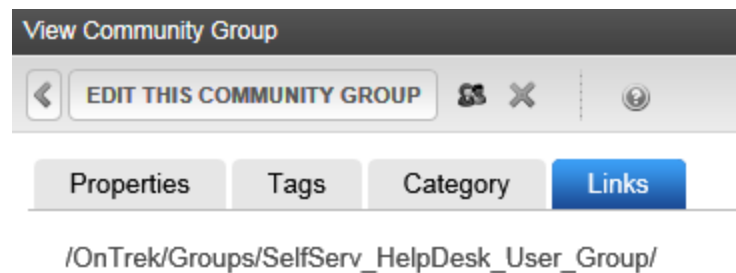 View Community Group
EDIT THIS COMMUNITY GROUP
Properties Tags Category Links
/OnTrek/Groups/SelfServ_HelpDesk_User_Group/